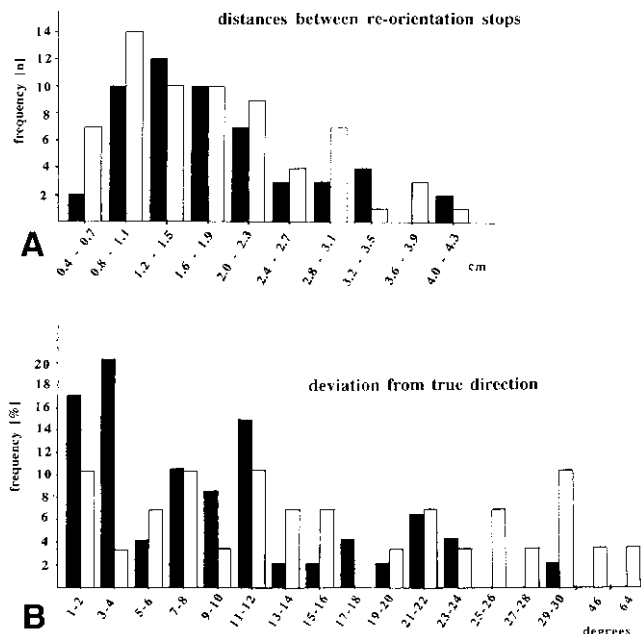 distances between re-orientation stops
frequency [n]
14
12
10
8
6
4
2
A
0.4 - 0.7
0.8 - 1.1
1.2 - 1.5
1.6 - 1.9
2.0 - 2.3
2.4 - 2.7
2.8 - 3.1
3.2 - 3.5
3.6 - 3.9
4.0 - 4.3
cm
deviation from true direction
frequency [%]
20
18
16
14
12
10
8
6
4
2
B
1-2
3-4
5-6
7-8
9-10
11-12
13-14
15-16
17-18
19-20
21-22
23-24
25-26
27-28
29-30
46
64
degrees